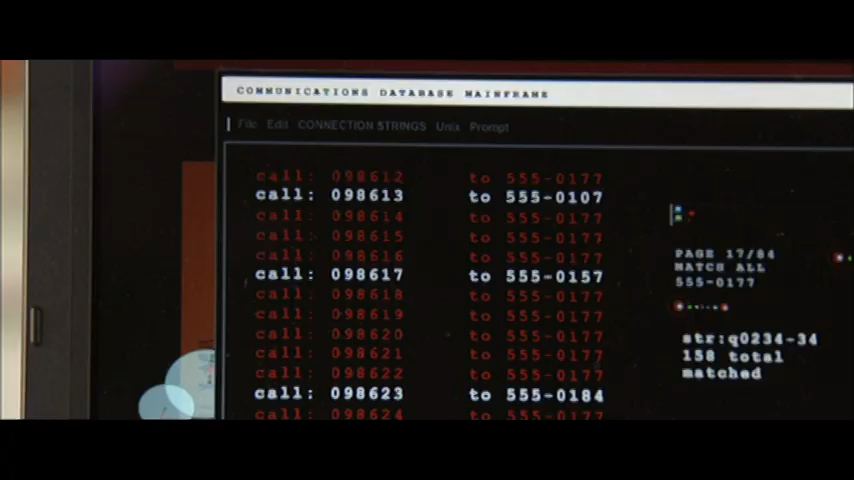 COMMUNICATIONS DATABASE MAINFRAME
File Edit CONNECTION STRINGS Unix Prompt
call: 098612 to 555-0177
call: 098613 to 555-0107
call: 098614 to 555-0177
call: 098615 to 555-0177
call: 098616 to 555-0177
call: 098617 to 555-0157
call: 098618 to 555-0177
call: 098619 to 555-0177
call: 098620 to 555-0177
call: 098621 to 555-0177
call: 098622 to 555-0177
call: 098623 to 555-0184
call: 098624 to 555-0177
PAGE 17/84
MATCH ALL
555-0177
str:q0234-34
158 total
matched